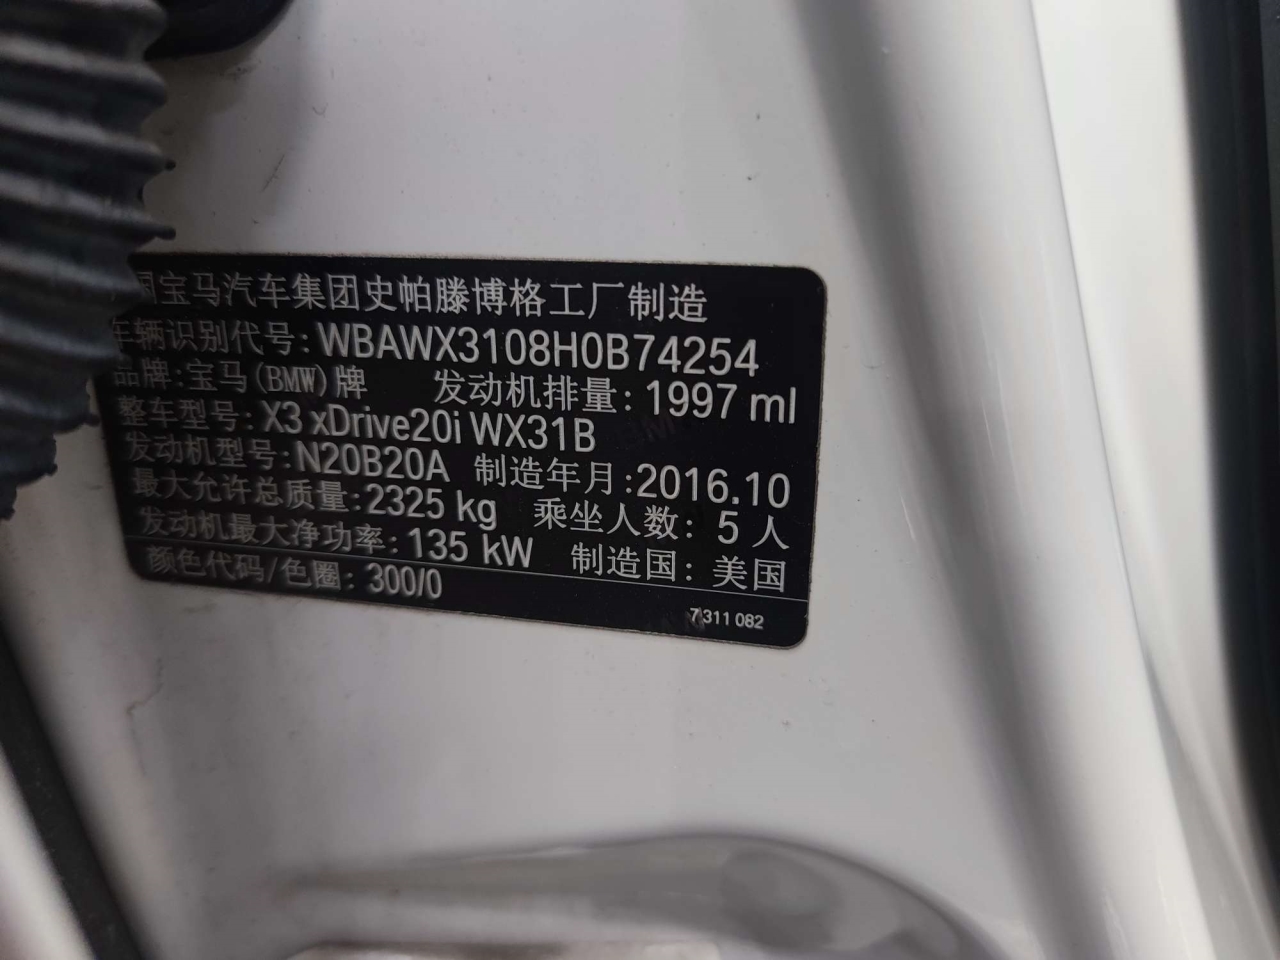 国宝马汽车集团史帕滕博格工厂制造
车辆识别代号: WBAWX3108H0B74254
品牌: 宝马(BMW)牌 发动机排量: 1997 ml
整车型号: X3 xDrive20i WX31B
发动机型号: N20B20A 制造年月: 2016.10
最大允许总质量: 2325 kg 乘坐人数: 5 人
发动机最大净功率: 135 kW 制造国: 美国
颜色代码/色圈: 300/0
7 311 082